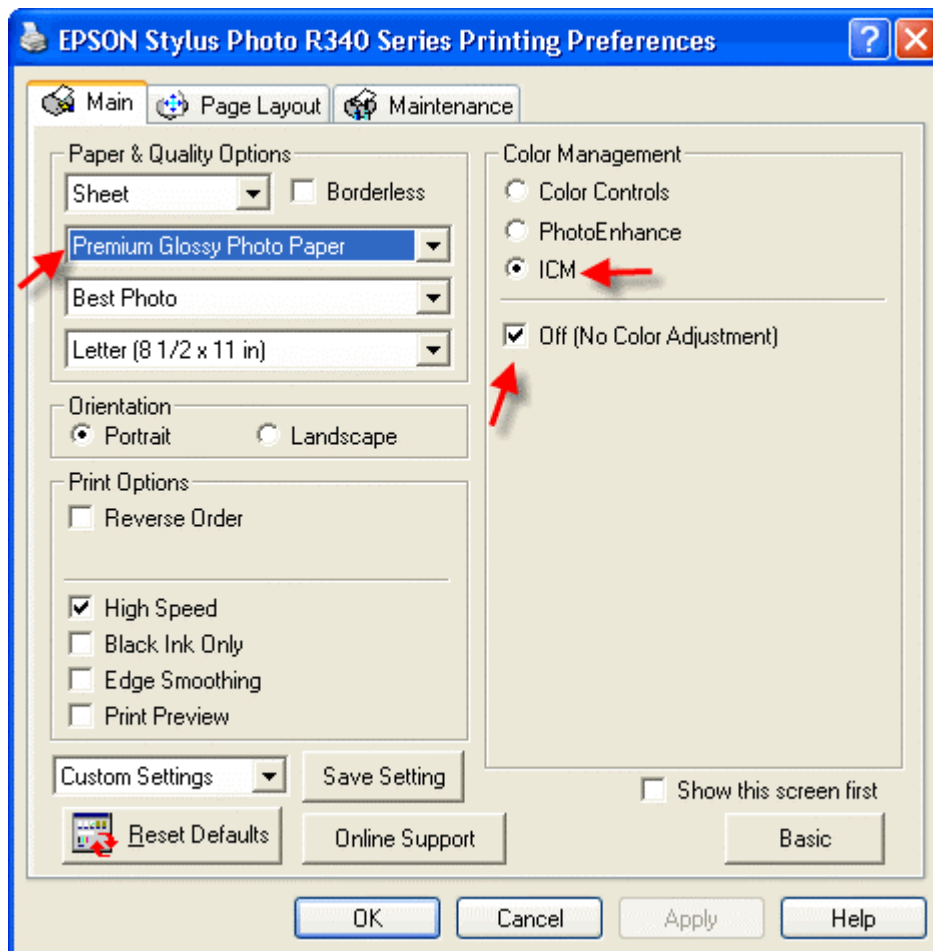 EPSON Stylus Photo R340 Series Printing Preferences
Main
Page Layout
Maintenance
Paper & Quality Options
Sheet
Borderless
Premium Glossy Photo Paper
Best Photo
Letter (8 1/2 x 11 in)
Orientation
Portrait
Landscape
Print Options
Reverse Order
High Speed
Black Ink Only
Edge Smoothing
Print Preview
Color Management
Color Controls
PhotoEnhance
ICM
Off (No Color Adjustment)
Custom Settings
Save Setting
Show this screen first
Reset Defaults
Online Support
Basic
OK
Cancel
Apply
Help